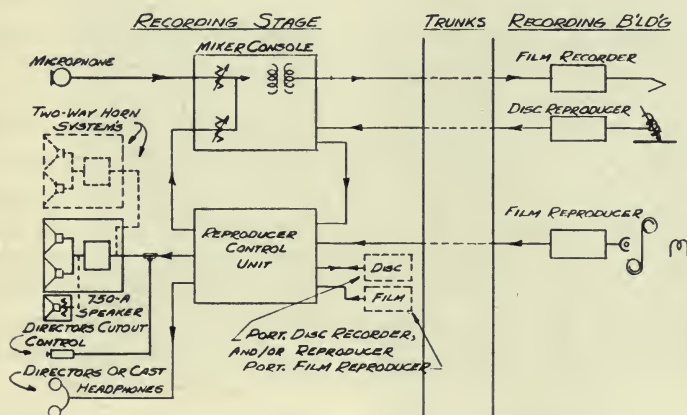 RECORDING STAGE
TRUNKS
RECORDING B'LD'G
MIXER CONSOLE
MICROPHONE
FILM RECORDER
TWO-WAY HORN
SYSTEM'S
DISC REPRODUCER
FILM REPRODUCER
REPRODUCER
CONTROL
UNIT
DISC
FILM
750-A
SPEAKER
DIRECTORS CUTOUT
CONTROL
PORT. DISC RECORDER,
AND/OR REPRODUCER
PORT. FILM REPRODUCER
DIRECTORS OR CAST
HEADPHONES